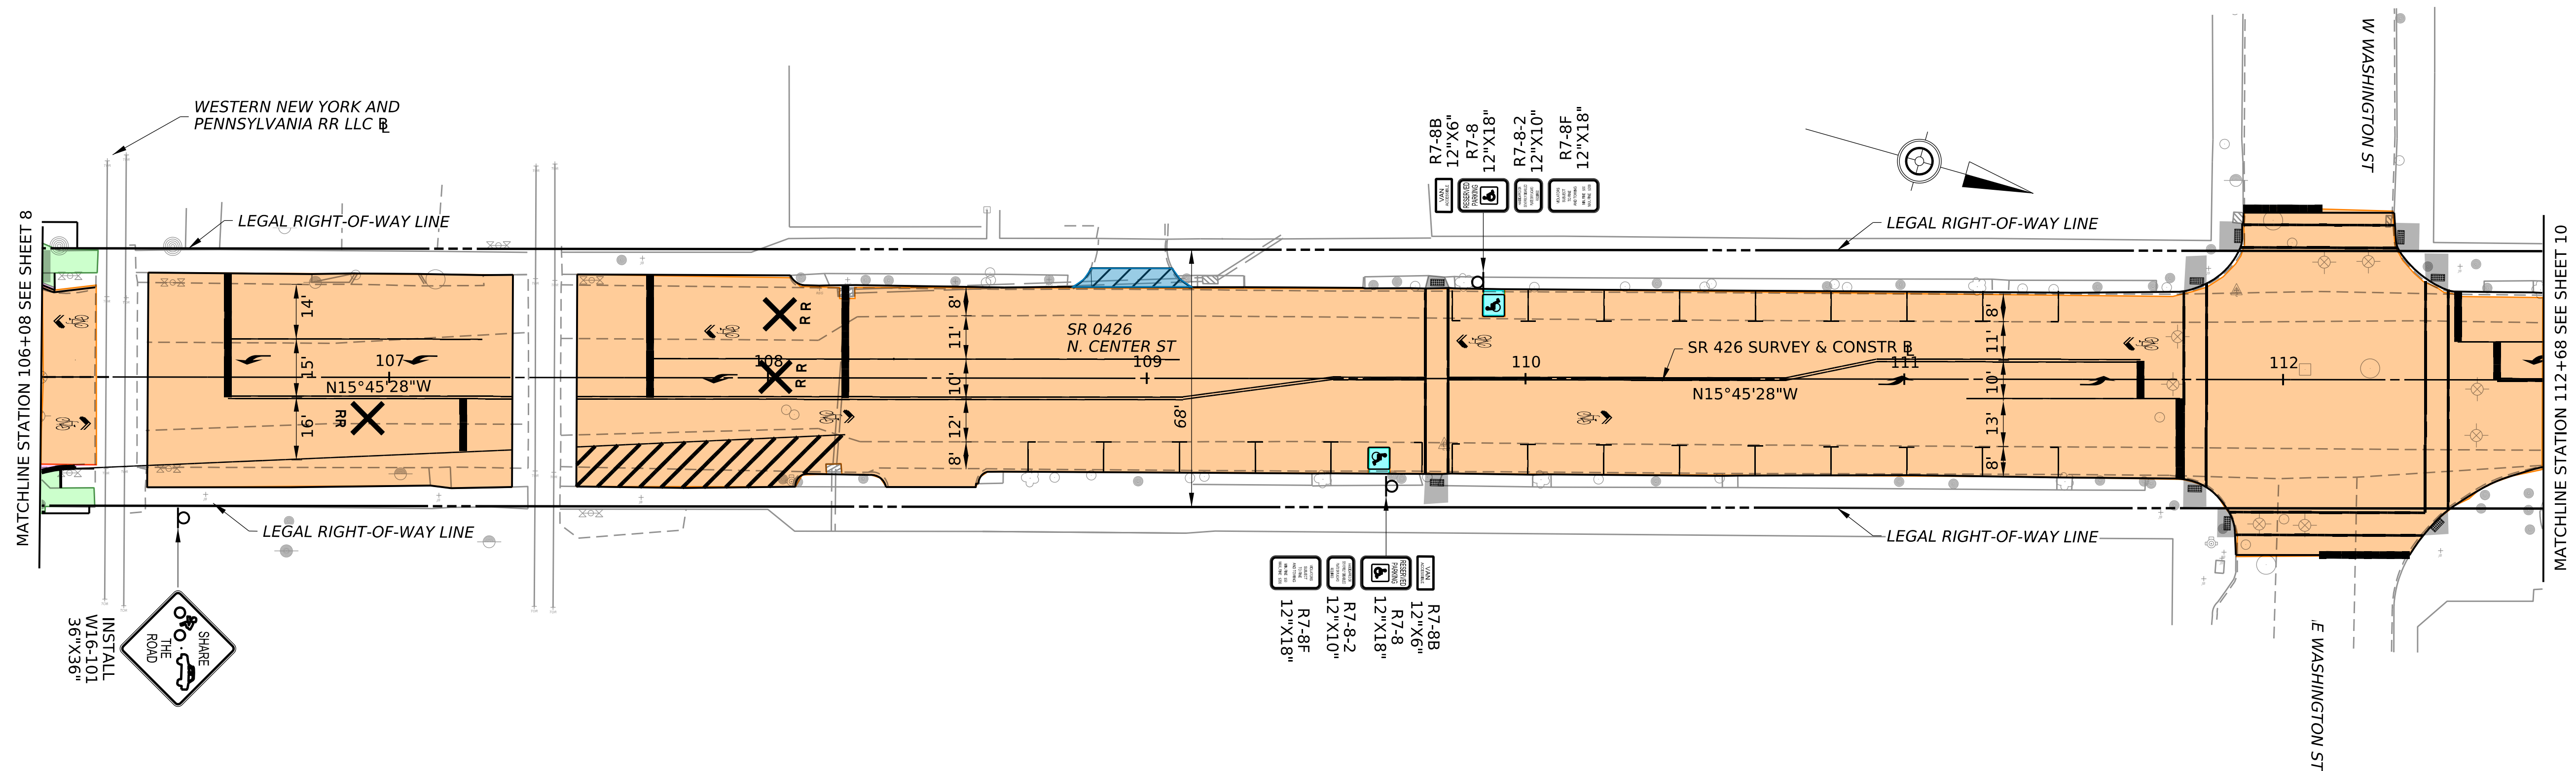 WESTERN NEW YORK AND
PENNSYLVANIA RR LLC ℄
LEGAL RIGHT-OF-WAY LINE
MATCHLINE STATION 106+08 SEE SHEET 8
14'
15'
16'
107
N15°45'28"W
RR
LEGAL RIGHT-OF-WAY LINE
INSTALL
W16-101
36"X36"
SHARE
THE
ROAD
108
R R
R R
8'
11'
10'
12'
8'
SR 0426
N. CENTER ST
109
68'
R7-8B
12"X6"
R7-8
12"X18"
R7-8-2
12"X10"
R7-8F
12"X18"
VAN
ACCESSIBLE
RESERVED
PARKING
110
SR 426 SURVEY & CONSTR ℄
N15°45'28"W
111
8'
11'
10'
13'
8'
LEGAL RIGHT-OF-WAY LINE
LEGAL RIGHT-OF-WAY LINE
RESERVED
PARKING
VAN
ACCESSIBLE
R7-8F
12"X18"
R7-8-2
12"X10"
R7-8
12"X18"
R7-8B
12"X6"
112
W WASHINGTON ST
E WASHINGTON ST
MATCHLINE STATION 112+68 SEE SHEET 10